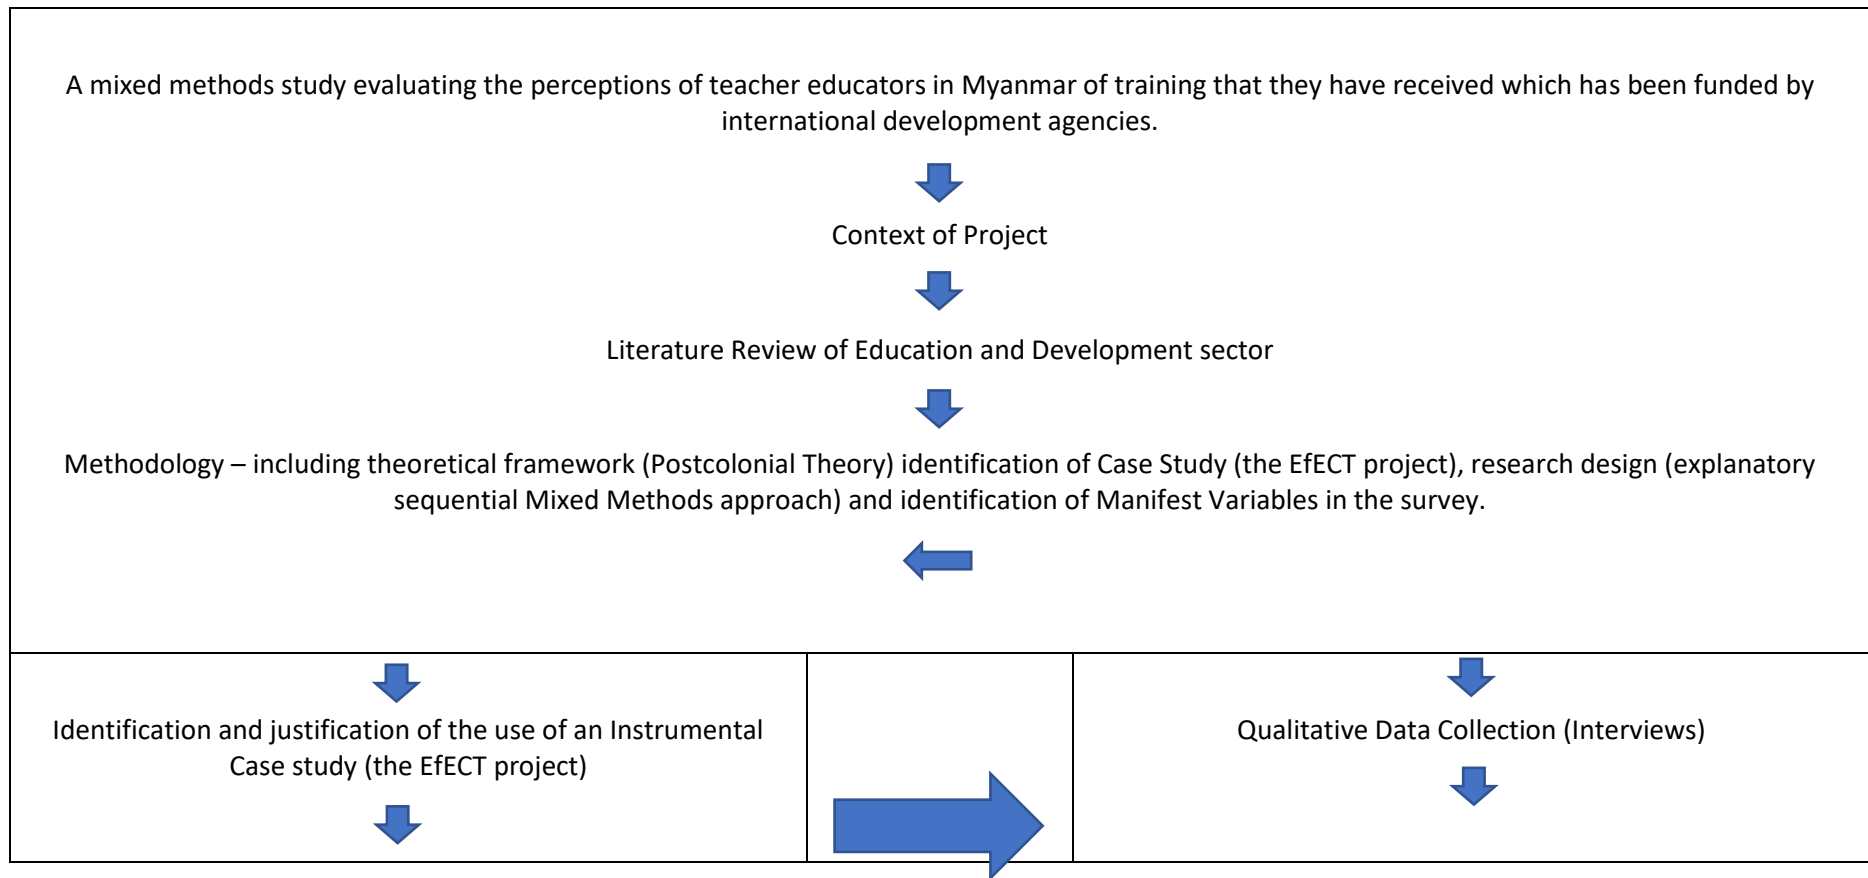 A mixed methods study evaluating the perceptions of teacher educators in Myanmar of training that they have received which has been funded by
international development agencies.
Context of Project
Literature Review of Education and Development sector
Methodology – including theoretical framework (Postcolonial Theory) identification of Case Study (the EfECT project), research design (explanatory
sequential Mixed Methods approach) and identification of Manifest Variables in the survey.
Identification and justification of the use of an Instrumental
Case study (the EfECT project)
Qualitative Data Collection (Interviews)